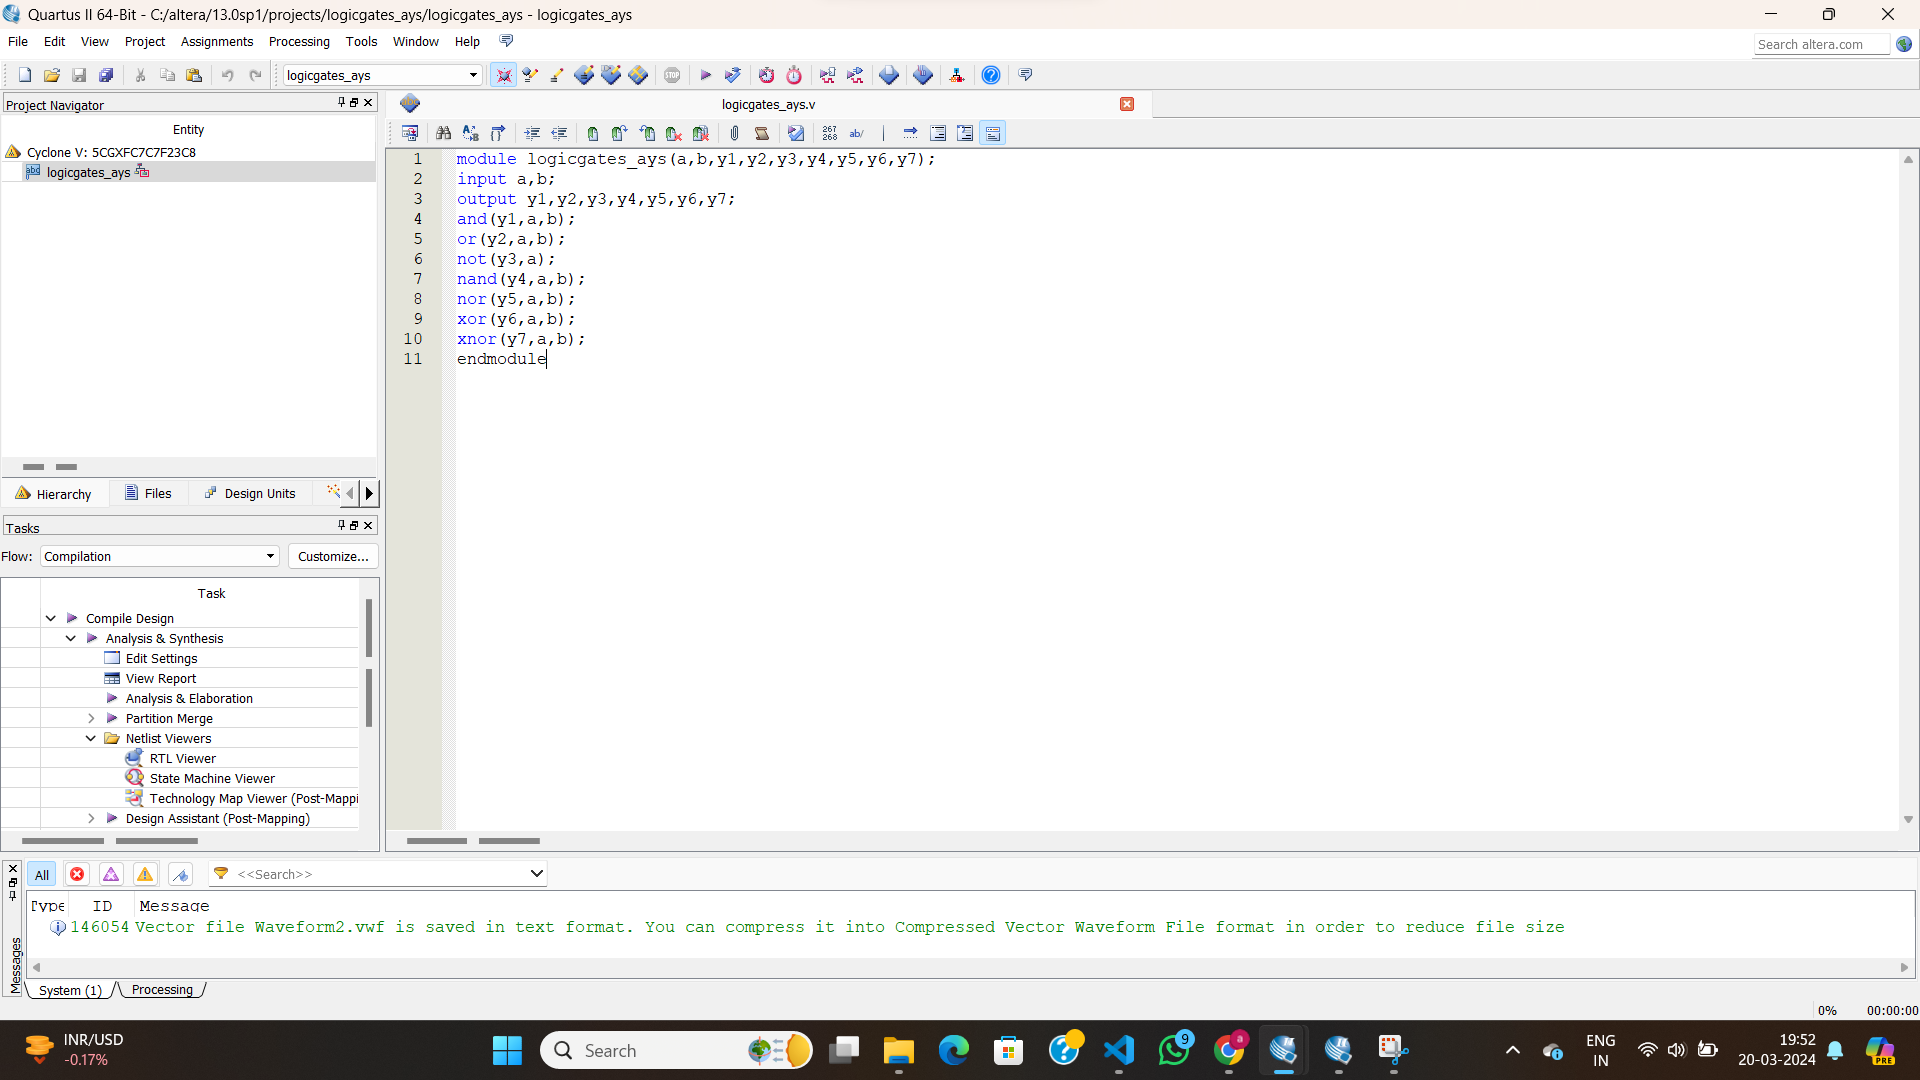 Quartus II 64-Bit - C:/altera/13.0sp1/projects/logicgates_ays/logicgates_ays - logicgates_ays
File Edit View Project Assignments Processing Tools Window Help
Search altera.com
logicgates_ays
STOP
Project Navigator
Entity
Cyclone V: 5CGXFC7C7F23C8
abd logicgates_ays
Hierarchy Files Design Units
Tasks
Flow: Compilation Customize...
Task
Compile Design
Analysis & Synthesis
Edit Settings
View Report
Analysis & Elaboration
Partition Merge
Netlist Viewers
RTL Viewer
State Machine Viewer
Technology Map Viewer (Post-Mappi
Design Assistant (Post-Mapping)
logicgates_ays.v
267
268
ab/
1 module logicgates_ays(a,b,y1,y2,y3,y4,y5,y6,y7);
2 input a,b;
3 output y1,y2,y3,y4,y5,y6,y7;
4 and(y1,a,b);
5 or(y2,a,b);
6 not(y3,a);
7 nand(y4,a,b);
8 nor(y5,a,b);
9 xor(y6,a,b);
10 xnor(y7,a,b);
11 endmodule
All <<Search>>
Type ID Message
146054 Vector file Waveform2.vwf is saved in text format. You can compress it into Compressed Vector Waveform File format in order to reduce file size
Messages
System (1) Processing
0% 00:00:00
INR/USD
-0.17%
Search
9
a
ENG
IN
19:52
20-03-2024
PRE